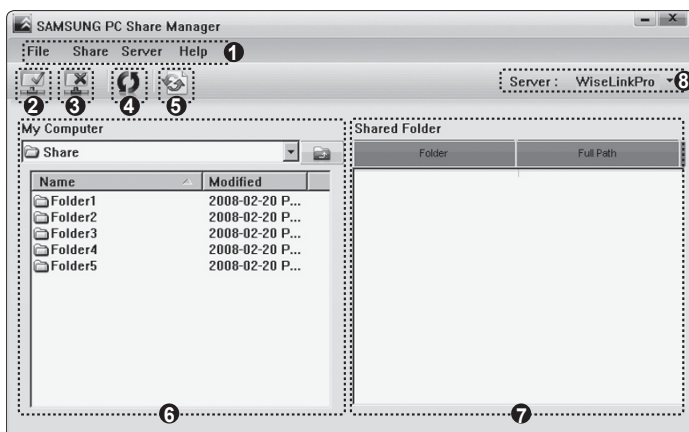 SAMSUNG PC Share Manager
File Share Server Help 1
2 3 4 5
Server : WiseLinkPro 8
My Computer
Share
Name Modified
Folder1 2008-02-20 P...
Folder2 2008-02-20 P...
Folder3 2008-02-20 P...
Folder4 2008-02-20 P...
Folder5 2008-02-20 P...
6
Shared Folder
Folder Full Path
7